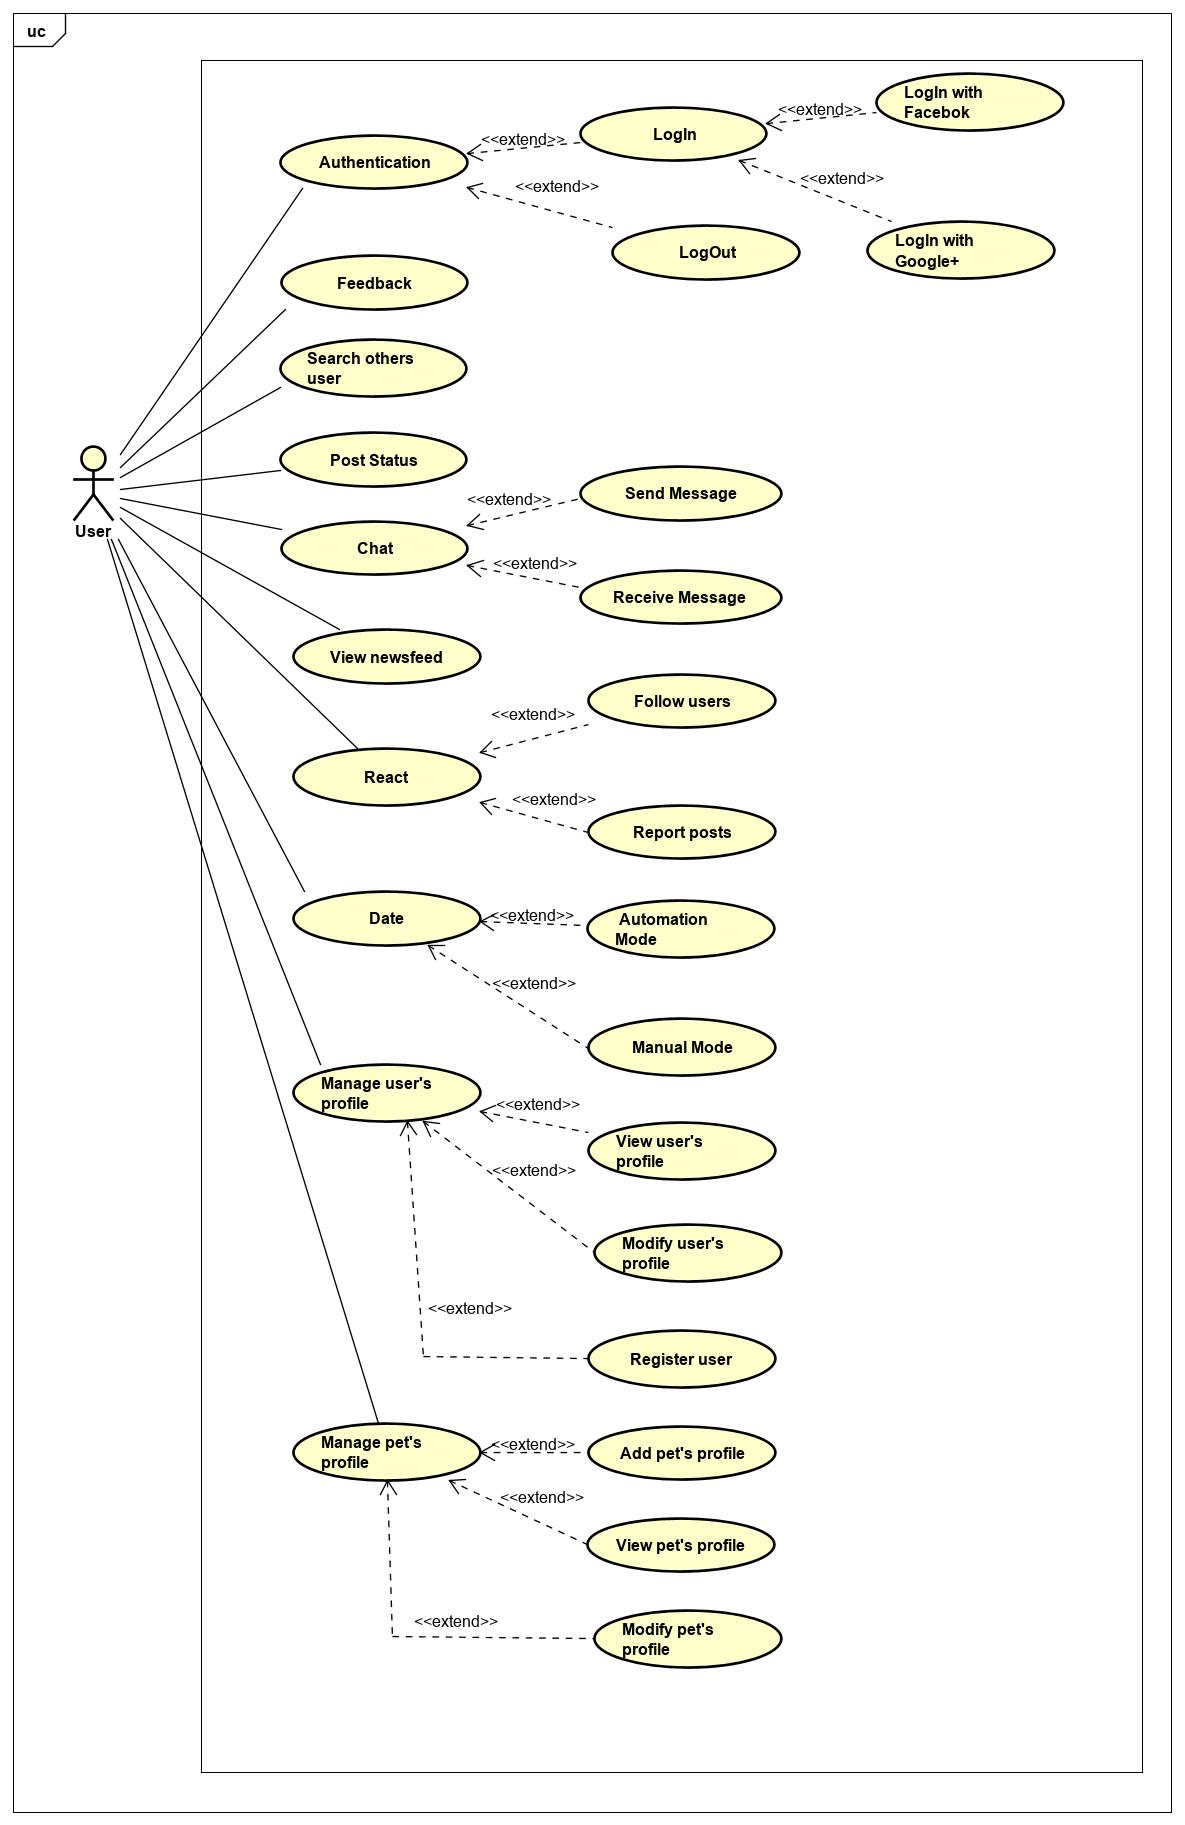 uc
LogIn with
Facebok
<<extend>>
LogIn
<<extend>>
Authentication
<<extend>>
<<extend>>
LogIn with
Google+
LogOut
Feedback
Search others
user
Post Status
User
Send Message
<<extend>>
Chat
<<extend>>
Receive Message
View newsfeed
Follow users
<<extend>>
React
<<extend>>
Report posts
Date
<<extend>>
Automation
Mode
<<extend>>
Manual Mode
Manage user's
profile
<<extend>>
View user's
profile
<<extend>>
Modify user's
profile
<<extend>>
Register user
Manage pet's
profile
<<extend>>
Add pet's profile
<<extend>>
View pet's profile
<<extend>>
Modify pet's
profile